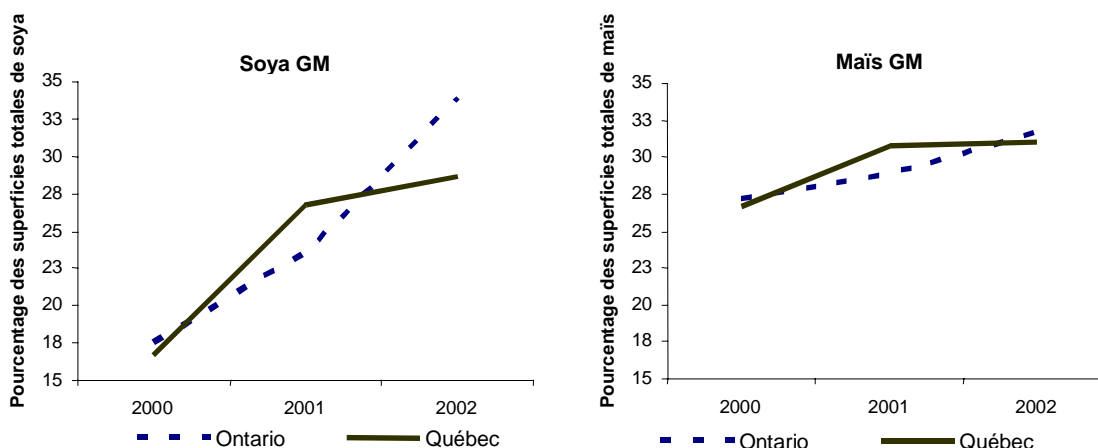 Pourcentage des superficies totales de soya
Soya GM
35
33
30
28
25
23
20
18
15
2000 2001 2002
Ontario Québec
Pourcentage des superficies totales de maïs
Maïs GM
35
33
30
28
25
23
20
18
15
2000 2001 2002
Ontario Québec